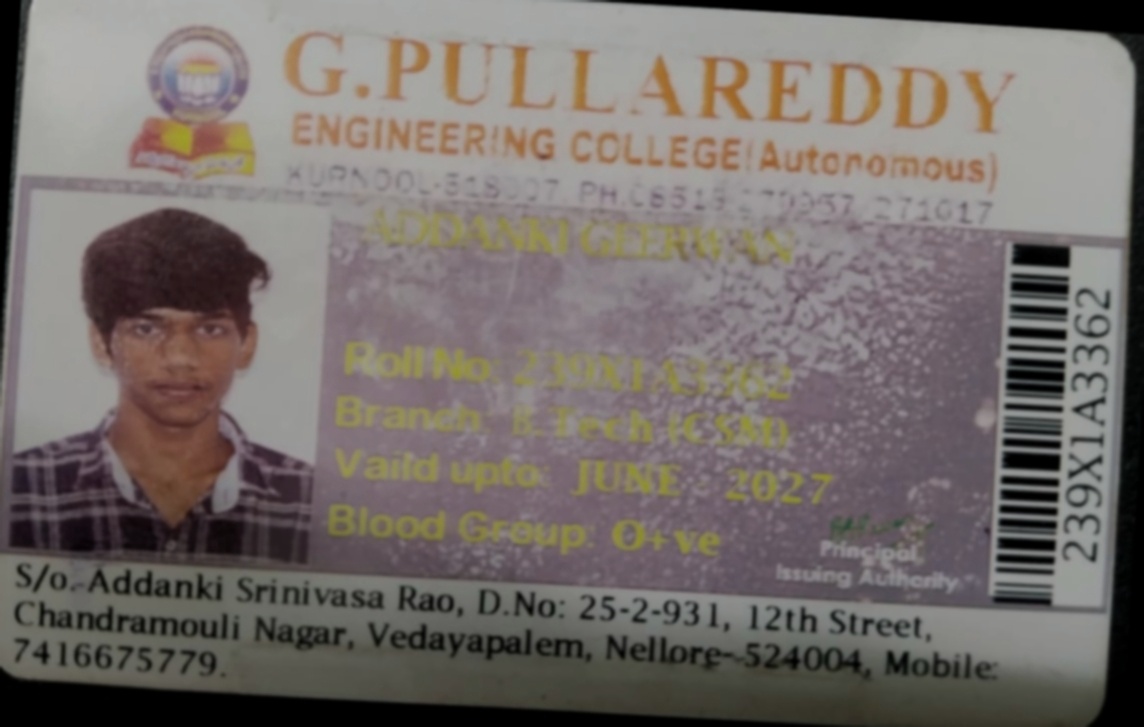 G.PULLAREDDY
ENGINEERING COLLEGE(Autonomous)
KURNOOL-518007. PH.08518 271017
ADDANKI GEERWAN
Roll No: 239X1A3362
Branch: B.Tech (CSM)
Vaild upto: JUNE - 2027
Blood Group: O+ve
Principal
Issuing Authority
239X1A3362
S/o. Addanki Srinivasa Rao, D.No: 25-2-931, 12th Street,
Chandramouli Nagar, Vedayapalem, Nellore-524004, Mobile:
7416675779.